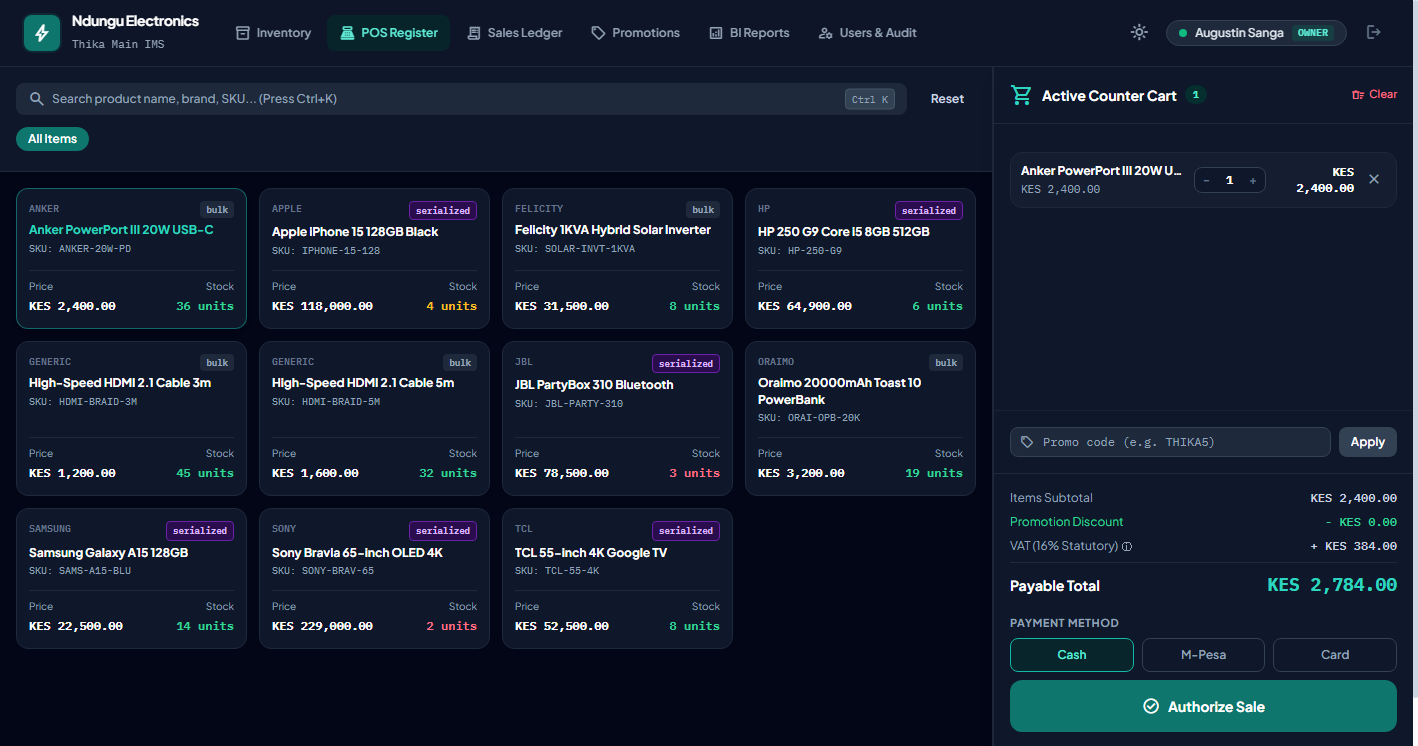 Ndungu Electronics
Thika Main IMS
Inventory
POS Register
Sales Ledger
Promotions
BI Reports
Users & Audit
Augustin Sanga OWNER
Search product name, brand, SKU... (Press Ctrl+K)
Ctrl K
Reset
All Items
ANKER bulk
Anker PowerPort III 20W USB-C
SKU: ANKER-20W-PD
Price Stock
KES 2,400.00 36 units
APPLE serialized
Apple iPhone 15 128GB Black
SKU: IPHONE-15-128
Price Stock
KES 118,000.00 4 units
FELICITY bulk
Felicity 1KVA Hybrid Solar Inverter
SKU: SOLAR-INVT-1KVA
Price Stock
KES 31,500.00 8 units
HP serialized
HP 250 G9 Core i5 8GB 512GB
SKU: HP-250-G9
Price Stock
KES 64,900.00 6 units
GENERIC bulk
High-Speed HDMI 2.1 Cable 3m
SKU: HDMI-BRAID-3M
Price Stock
KES 1,200.00 45 units
GENERIC bulk
High-Speed HDMI 2.1 Cable 5m
SKU: HDMI-BRAID-5M
Price Stock
KES 1,600.00 32 units
JBL serialized
JBL PartyBox 310 Bluetooth
SKU: JBL-PARTY-310
Price Stock
KES 78,500.00 3 units
ORAIMO bulk
Oraimo 20000mAh Toast 10
PowerBank
SKU: ORAI-OPB-20K
Price Stock
KES 3,200.00 19 units
SAMSUNG serialized
Samsung Galaxy A15 128GB
SKU: SAMS-A15-BLU
Price Stock
KES 22,500.00 14 units
SONY serialized
Sony Bravia 65-Inch OLED 4K
SKU: SONY-BRAV-65
Price Stock
KES 229,000.00 2 units
TCL serialized
TCL 55-Inch 4K Google TV
SKU: TCL-55-4K
Price Stock
KES 52,500.00 8 units
Active Counter Cart 1
Clear
Anker PowerPort III 20W U...
KES 2,400.00
- 1 +
KES
2,400.00
Promo code (e.g. THIKA5)
Apply
Items Subtotal KES 2,400.00
Promotion Discount - KES 0.00
VAT (16% Statutory) + KES 384.00
Payable Total KES 2,784.00
PAYMENT METHOD
Cash
M-Pesa
Card
Authorize Sale